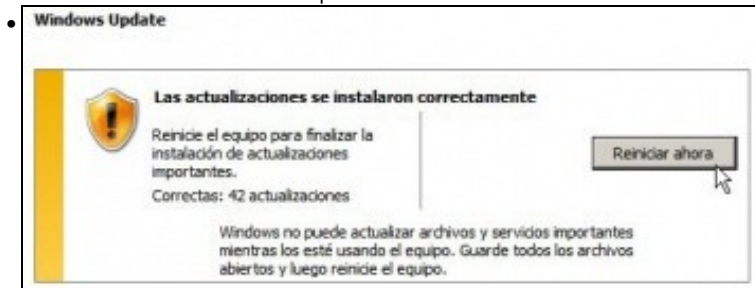 Windows Update
Las actualizaciones se instalaron correctamente
Reinicie el equipo para finalizar la
instalación de actualizaciones
importantes.
Correctas: 42 actualizaciones
Reiniciar ahora
Windows no puede actualizar archivos y servicios importantes
mientras los esté usando el equipo. Guarde todos los archivos
abiertos y luego reinicie el equipo.